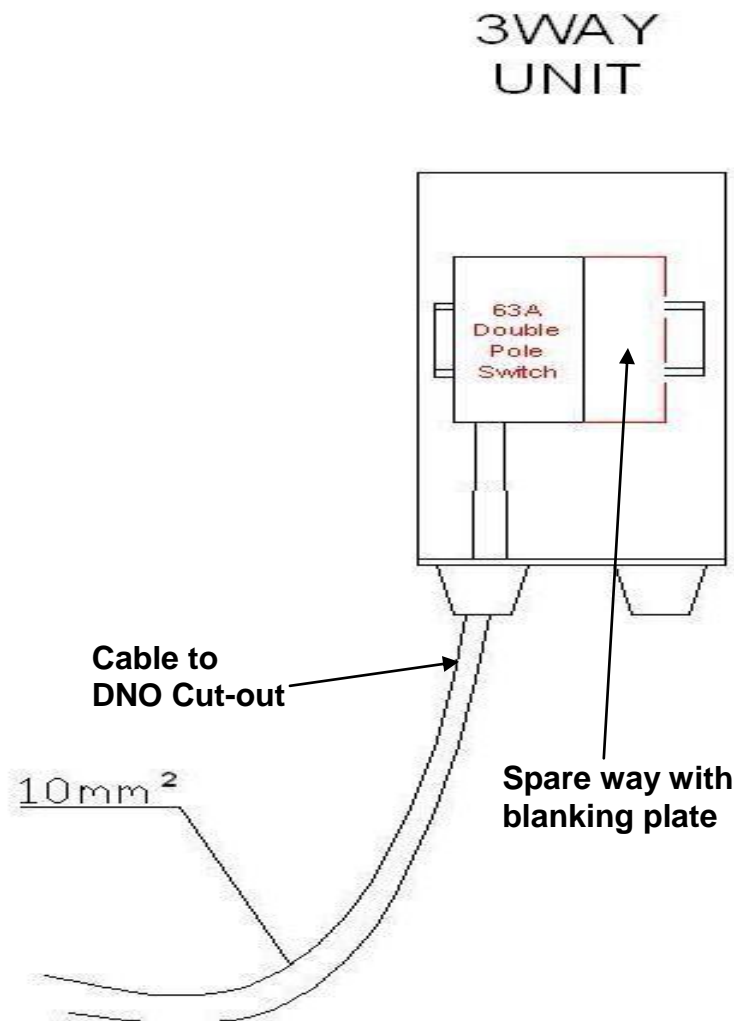 3WAY
UNIT
63A
Double
Pole
Switch
Cable to
DNO Cut-out
10mm²
Spare way with
blanking plate